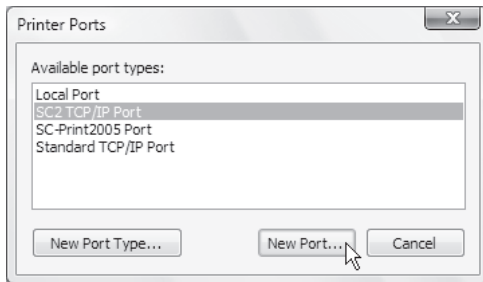 Printer Ports
Available port types:
Local Port
SC2 TCP/IP Port
SC-Print2005 Port
Standard TCP/IP Port
New Port Type... New Port... Cancel